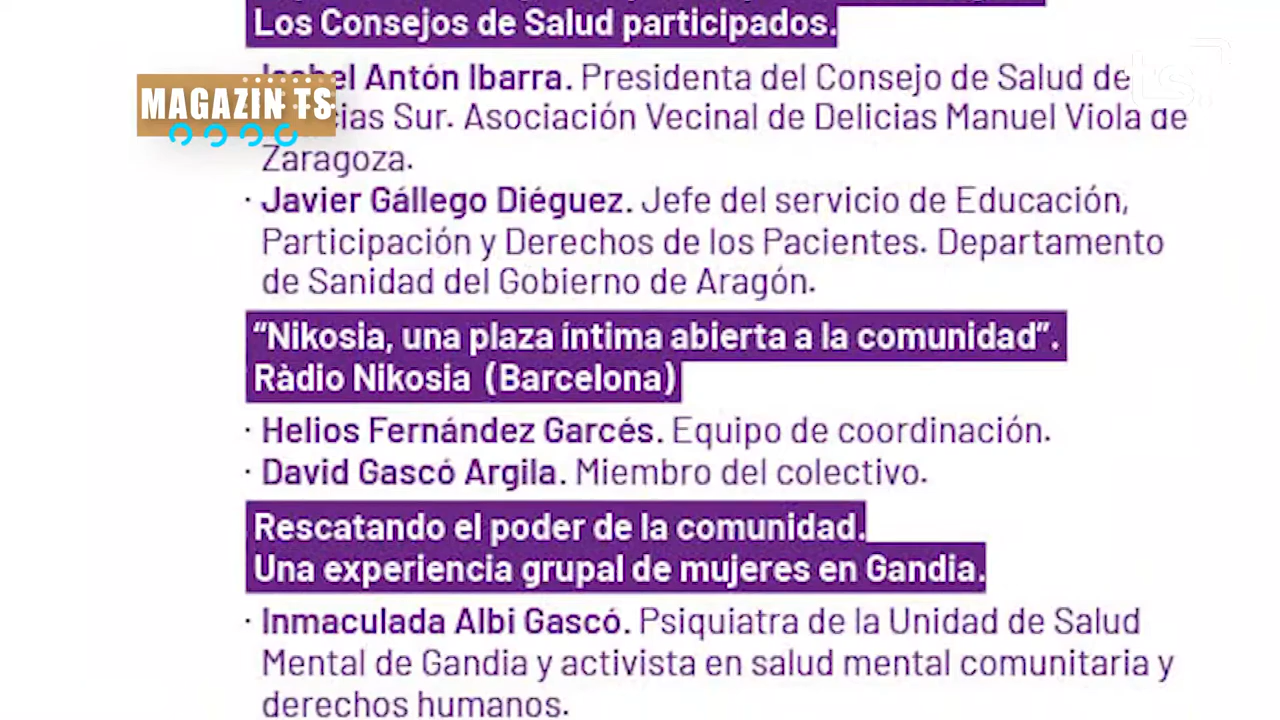 Los Consejos de Salud participados.
Antón Ibarra. Presidenta del Consejo de Salud de
MAGAZÍN TS
Sur. Asociación Vecinal de Delicias Manuel Viola de
Zaragoza.
· Javier Gállego Diéguez. Jefe del servicio de Educación,
Participación y Derechos de los Pacientes. Departamento
de Sanidad del Gobierno de Aragón.
“Nikosia, una plaza íntima abierta a la comunidad”.
Ràdio Nikosia (Barcelona)
· Helios Fernández Garcés. Equipo de coordinación.
· David Gascó Argila. Miembro del colectivo.
Rescatando el poder de la comunidad.
Una experiencia grupal de mujeres en Gandia.
· Inmaculada Albi Gascó. Psiquiatra de la Unidad de Salud
Mental de Gandia y activista en salud mental comunitaria y
derechos humanos.